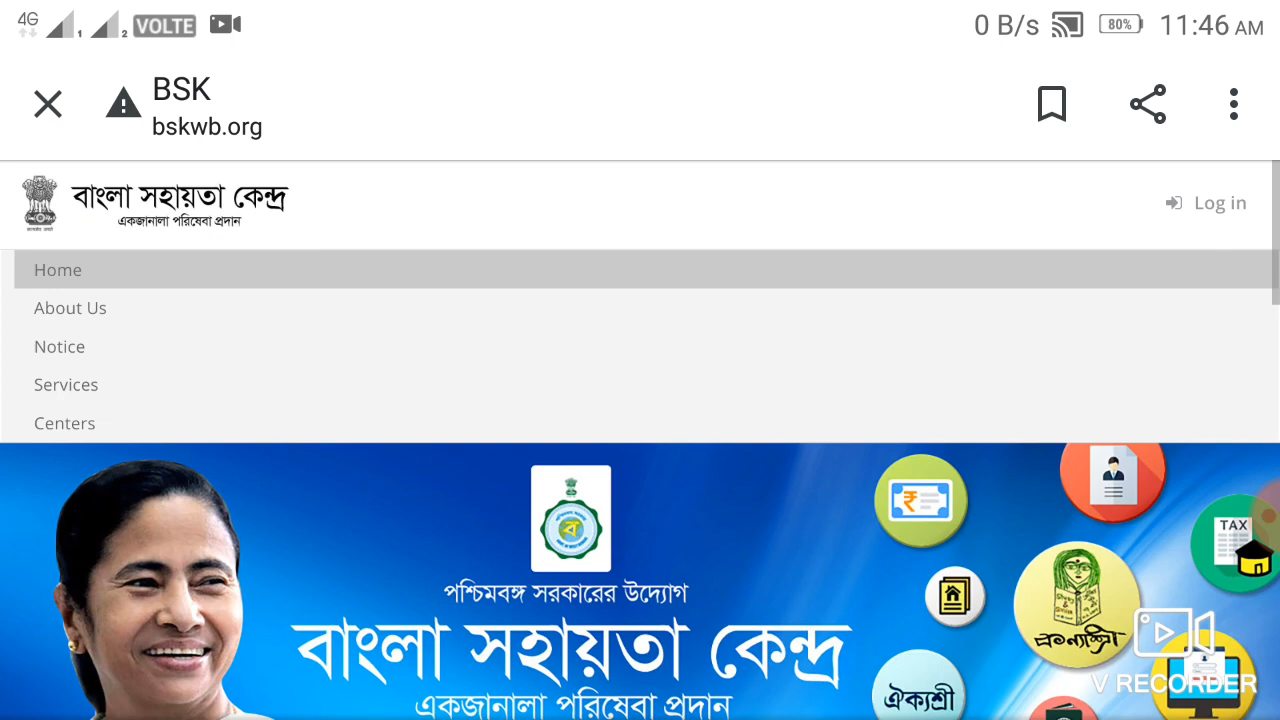 4G 1 2 VOLTE 0 B/s 80% 11:46 AM
BSK
bskwb.org
বাংলা সহায়তা কেন্দ্র
একজানালা পরিষেবা প্রদান
Log in
Home
About Us
Notice
Services
Centers
পশ্চিমবঙ্গ সরকারের উদ্যোগ
বাংলা সহায়তা কেন্দ্র
একজানালা পরিষেবা প্রদান
TAX
কন্যাশ্রী
ঐক্যশ্রী
V RECORDER